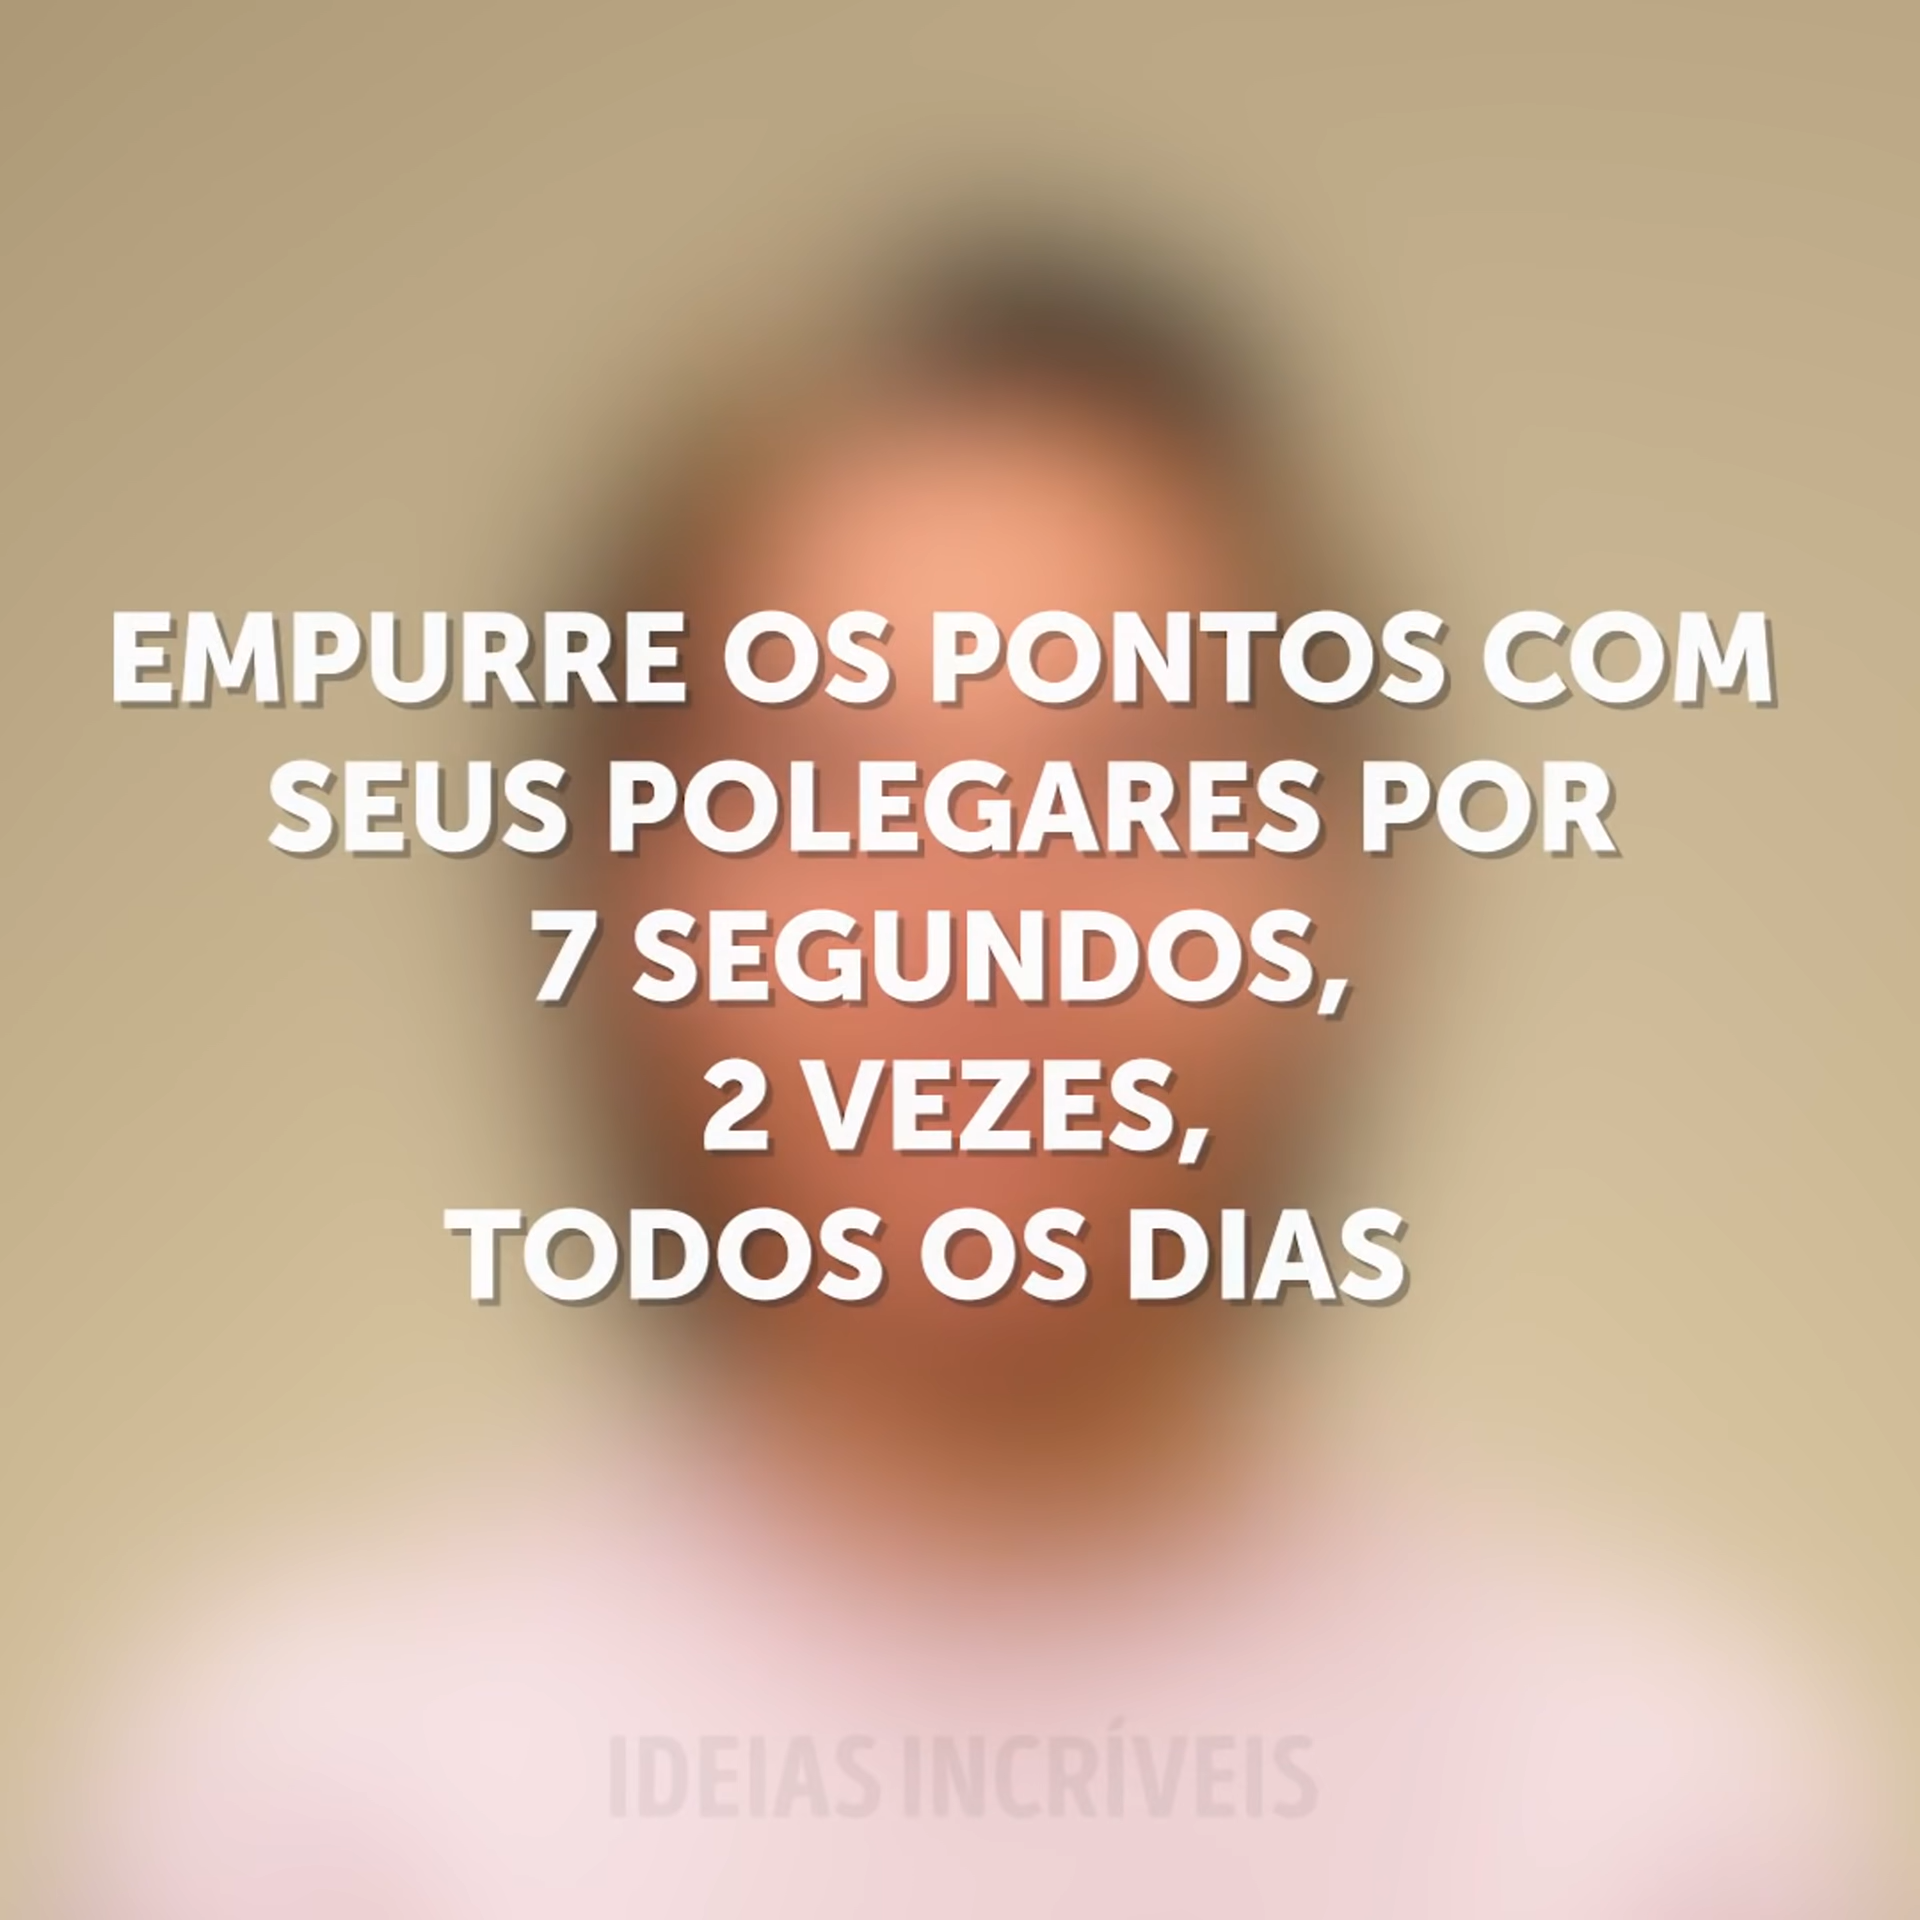 EMPURRE OS PONTOS COM
SEUS POLEGARES POR
7 SEGUNDOS,
2 VEZES,
TODOS OS DIAS
IDEIAS INCRÍVEIS